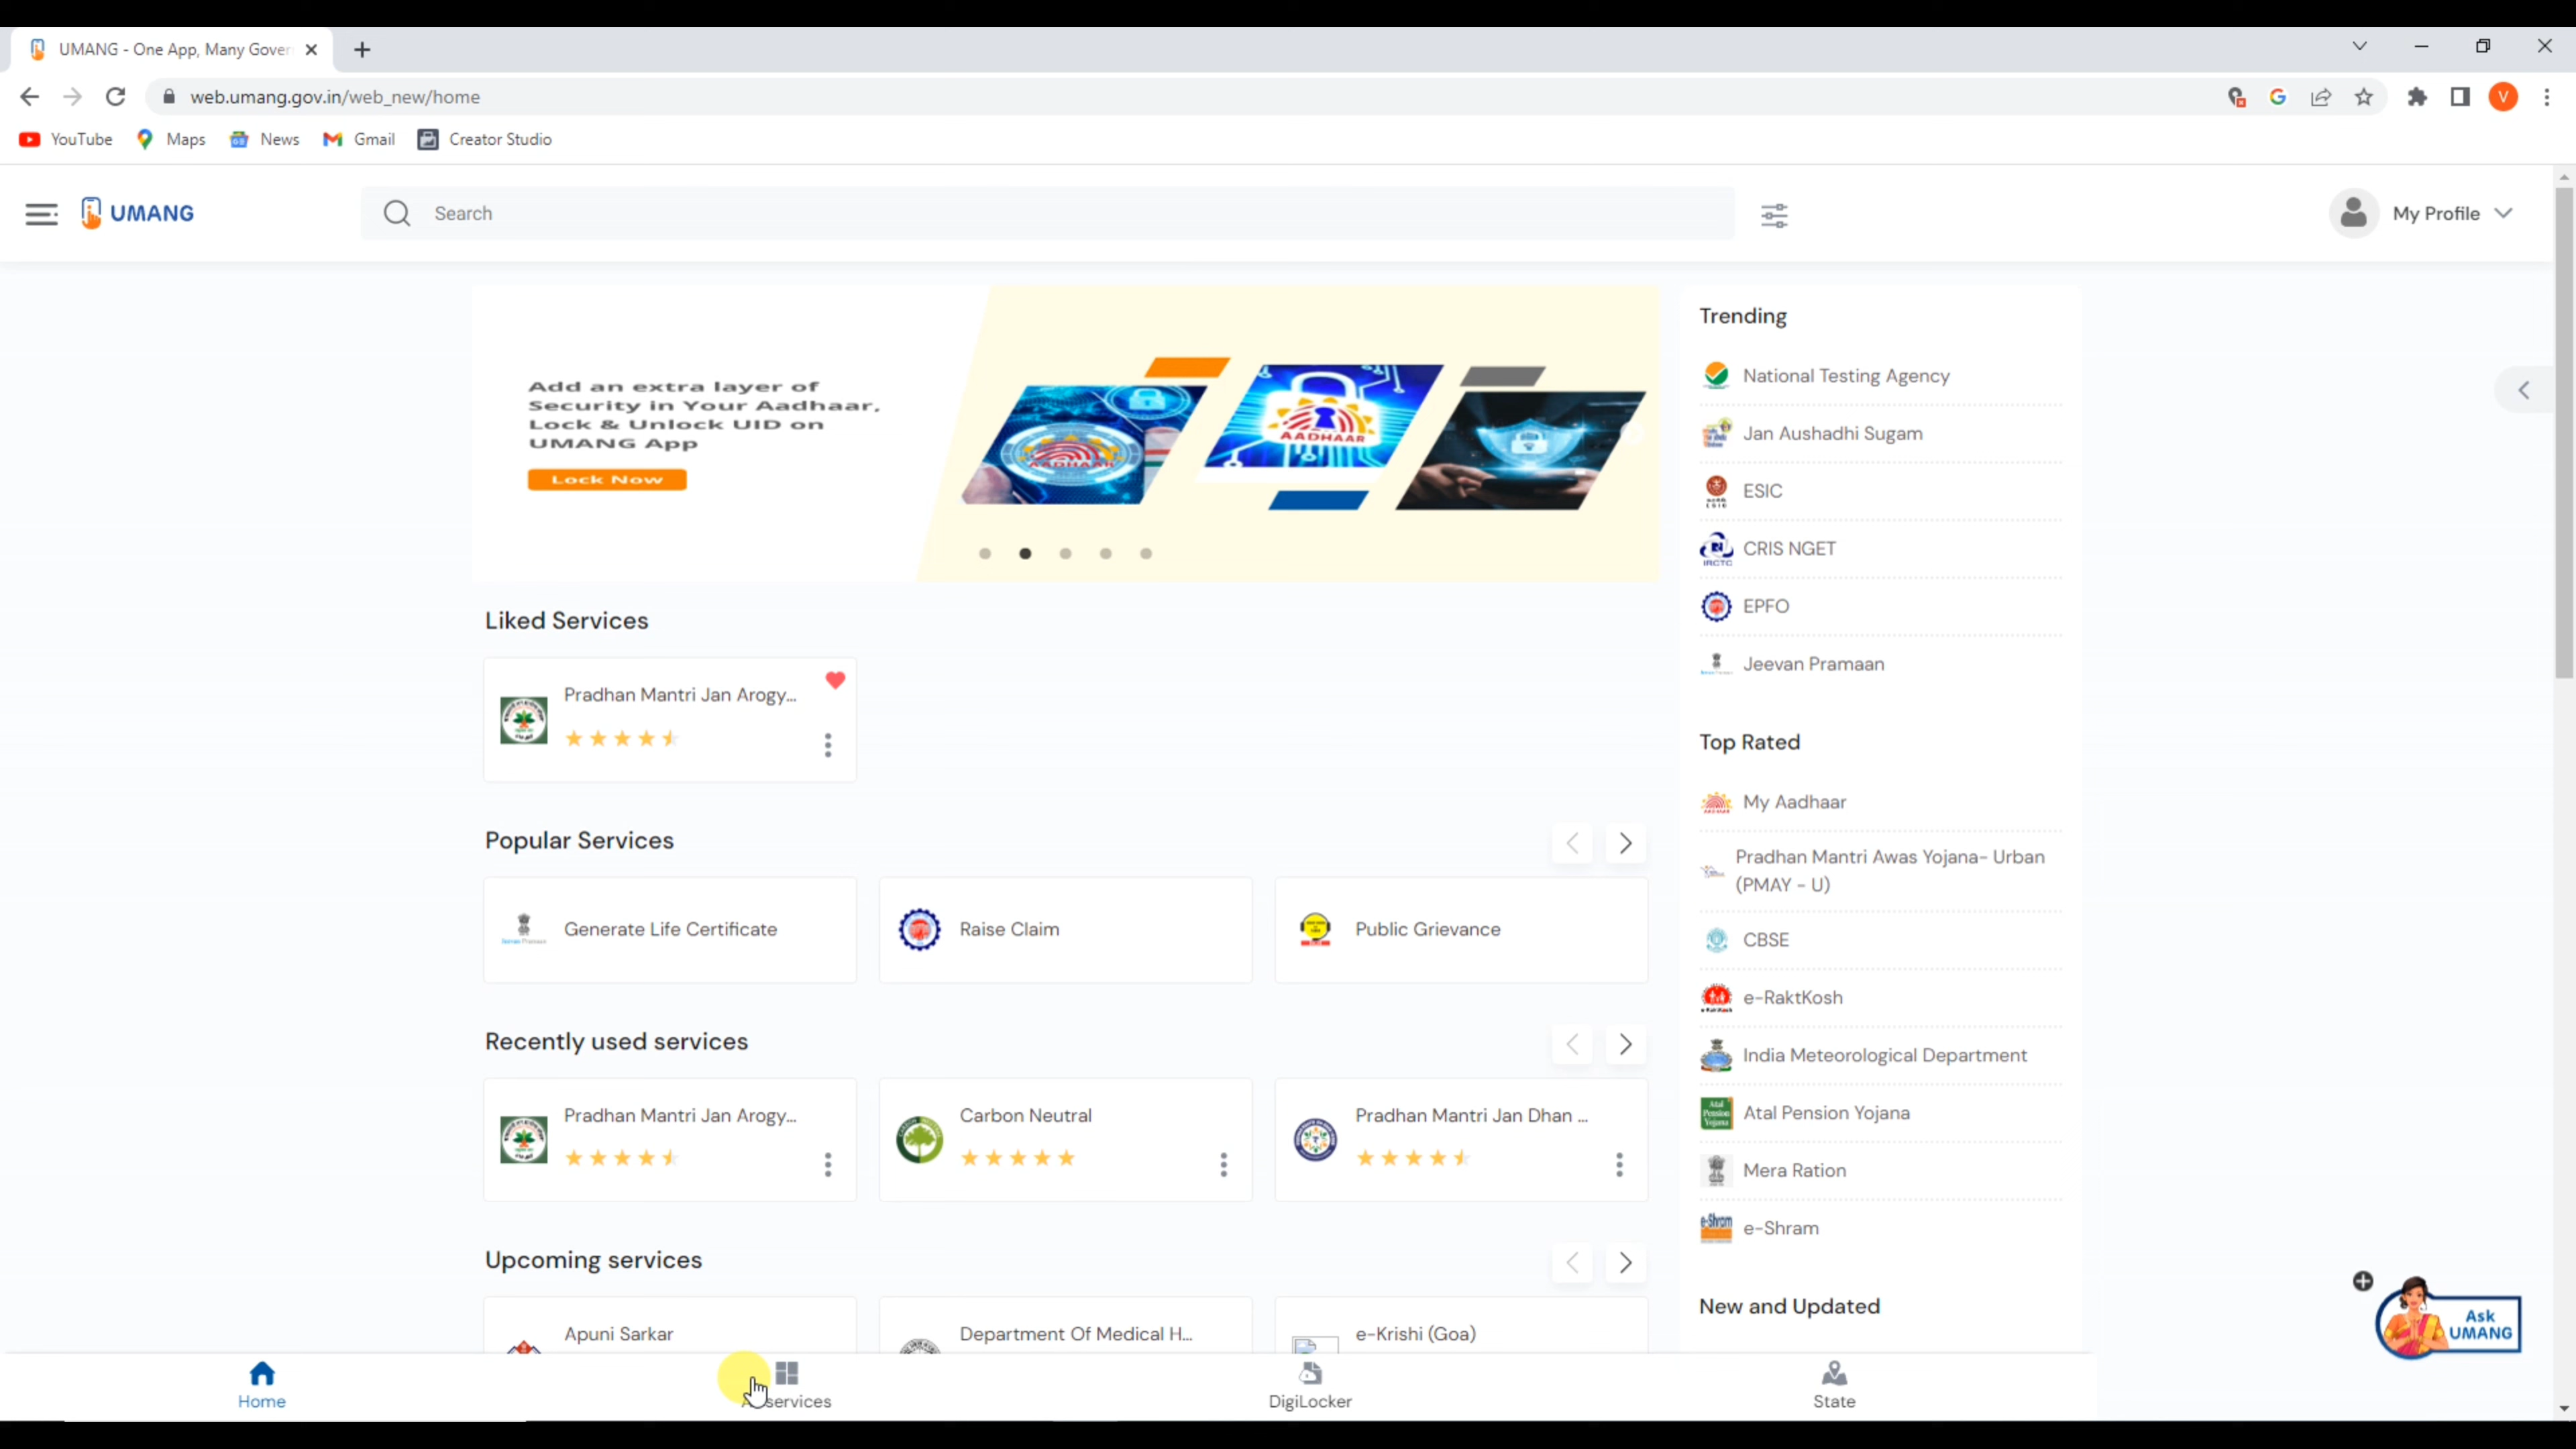 UMANG - One App, Many Gover
web.umang.gov.in/web_new/home
V
YouTube
Maps
News
Gmail
Creator Studio
UMANG
Search
My Profile
Add an extra layer of
Security in Your Aadhaar,
Lock & Unlock UID on
UMANG App
Lock Now
AADHAAR
AADHAAR
Trending
National Testing Agency
Jan Aushadhi Sugam
ESIC
CRIS NGET
IRCTC
EPFO
Jeevan Pramaan
Liked Services
Pradhan Mantri Jan Arogy...
Top Rated
My Aadhaar
Pradhan Mantri Awas Yojana- Urban
(PMAY - U)
CBSE
e-RaktKosh
India Meteorological Department
Atal Pension Yojana
Atal
Pension
Yojana
Mera Ration
e-Shram
e-Shram
Popular Services
Generate Life Certificate
Raise Claim
Public Grievance
Recently used services
Pradhan Mantri Jan Arogy...
Carbon Neutral
Pradhan Mantri Jan Dhan ...
Upcoming services
Apuni Sarkar
Department Of Medical H...
e-Krishi (Goa)
New and Updated
Ask
UMANG
Home
services
DigiLocker
State